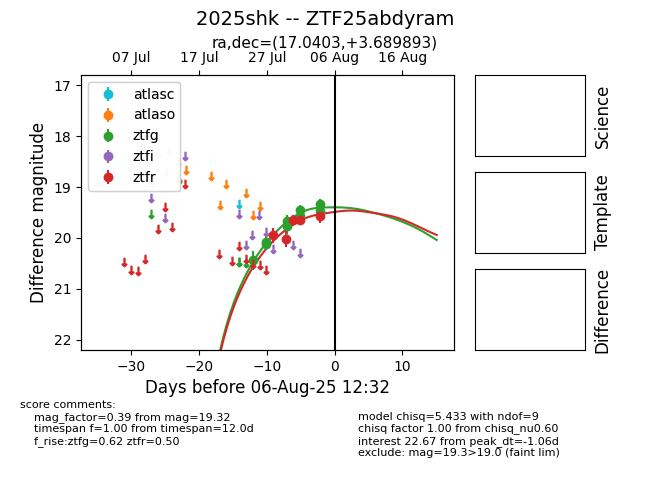 2025shk -- ZTF25abdyram
ra,dec=(17.0403,+3.689893)
07 Jul 17 Jul 27 Jul 06 Aug 16 Aug
17
18
19
20
21
22
Difference magnitude
atlasc
atlaso
ztfg
ztfi
ztfr
−30 −20 −10 0 10
Days before 06-Aug-25 12:32
Science
Template
Difference
score comments:
mag_factor=0.39 from mag=19.32
timespan f=1.00 from timespan=12.0d
f_rise:ztfg=0.62 ztfr=0.50
model chisq=5.433 with ndof=9
chisq factor 1.00 from chisq_nu0.60
interest 22.67 from peak_dt=-1.06d
exclude: mag=19.3>19.0 (faint lim)